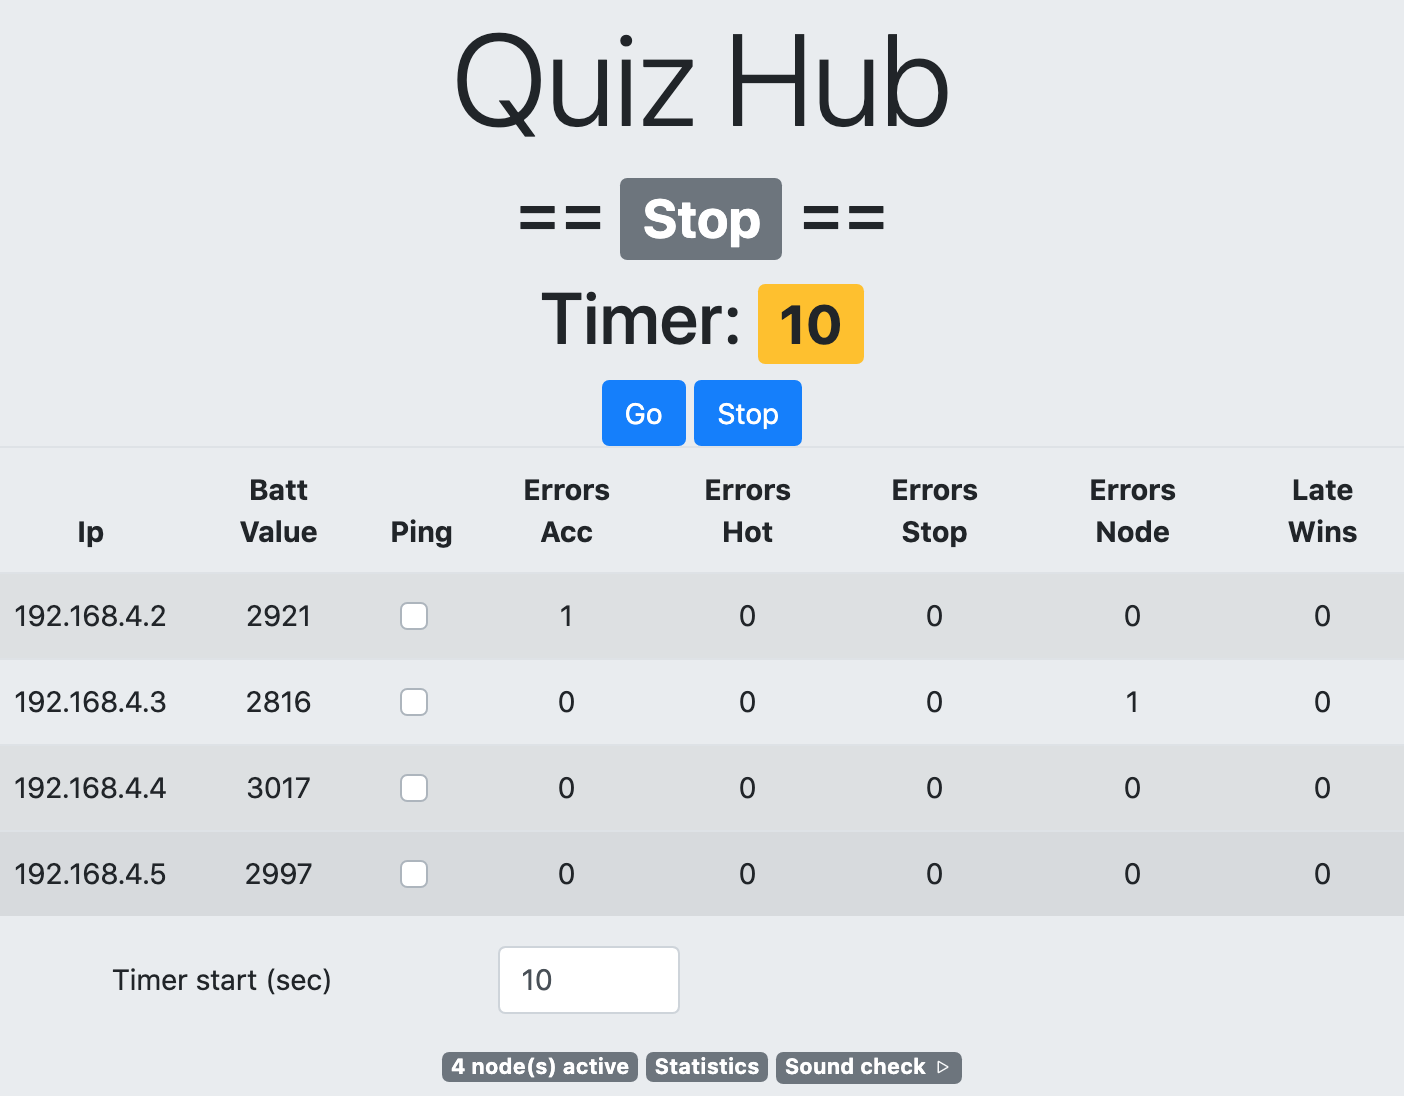 Quiz Hub
== Stop ==
Timer: 10
Go Stop
Ip Batt Value Ping Errors Acc Errors Hot Errors Stop Errors Node Late Wins
192.168.4.2 2921 1 0 0 0 0
192.168.4.3 2816 0 0 0 1 0
192.168.4.4 3017 0 0 0 0 0
192.168.4.5 2997 0 0 0 0 0
Timer start (sec) 10
4 node(s) active Statistics Sound check ▷